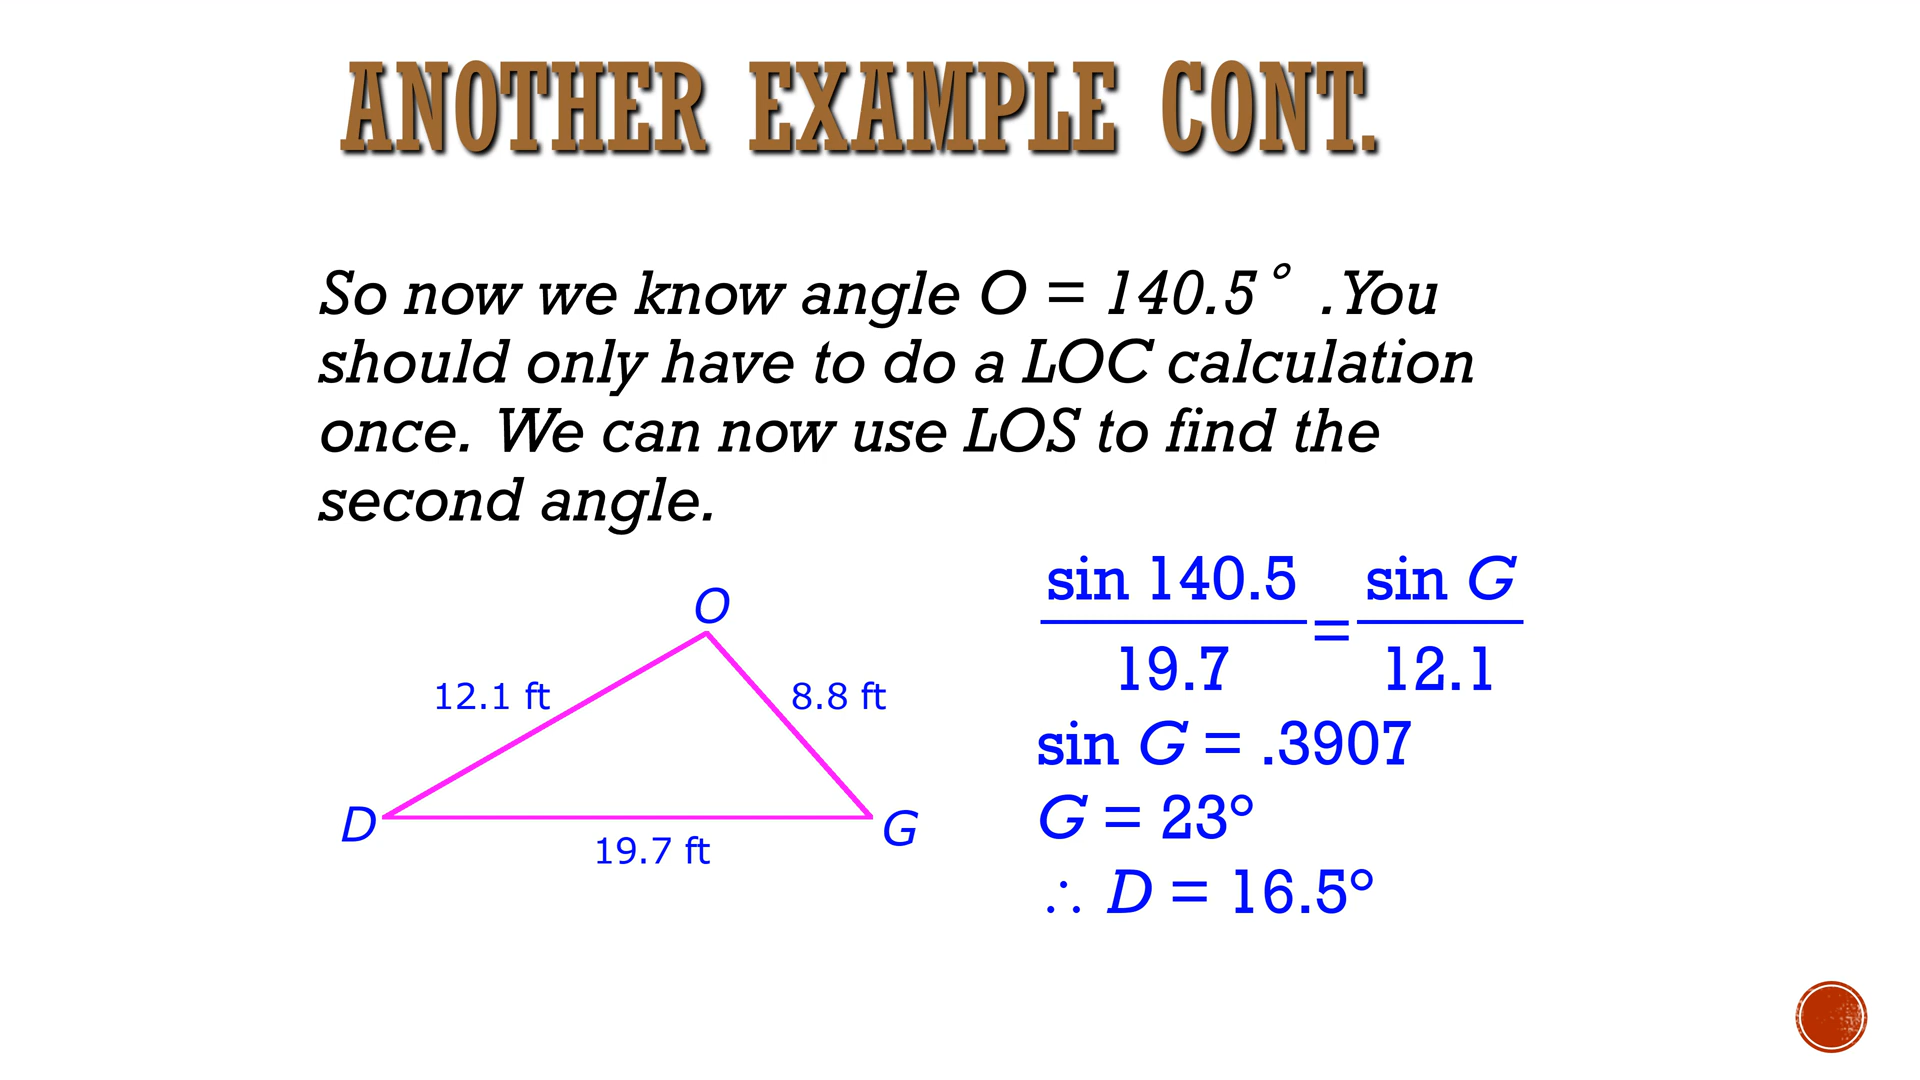 ANOTHER EXAMPLE CONT.
So now we know angle O = 140.5° . You
should only have to do a LOC calculation
once. We can now use LOS to find the
second angle.
O
12.1 ft
8.8 ft
D
G
19.7 ft
sin 140.5 / 19.7 = sin G / 12.1
sin G = .3907
G = 23°
∴ D = 16.5°